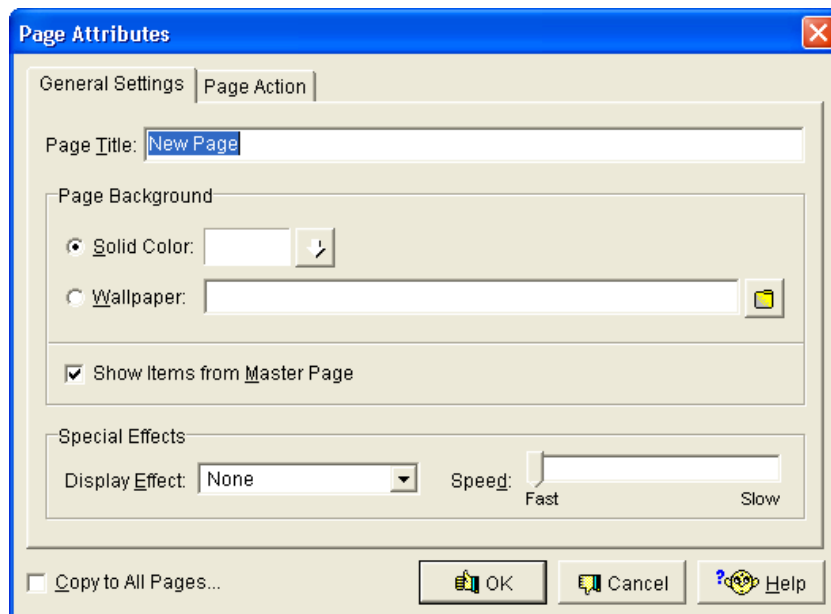 Page Attributes
General Settings
Page Action
Page Title: New Page
Page Background
Solid Color:
Wallpaper:
Show Items from Master Page
Special Effects
Display Effect: None
Speed:
Fast Slow
Copy to All Pages...
OK
Cancel
Help